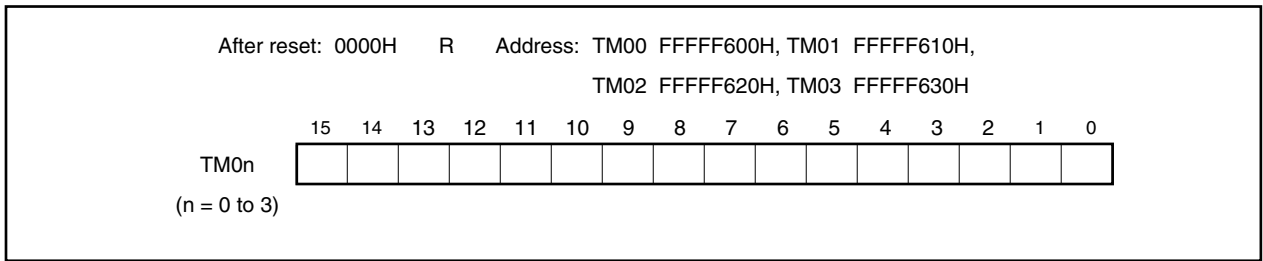 After reset: 0000H R Address: TM00 FFFFF600H, TM01 FFFFF610H,
TM02 FFFFF620H, TM03 FFFFF630H
15 14 13 12 11 10 9 8 7 6 5 4 3 2 1 0
TM0n
(n = 0 to 3)